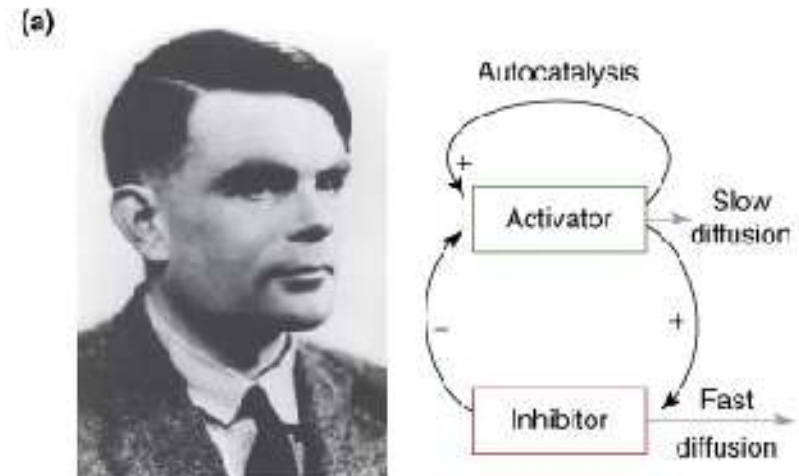 (a)
Autocatalysis
+
Activator
Slow
diffusion
−
+
Inhibitor
Fast
diffusion